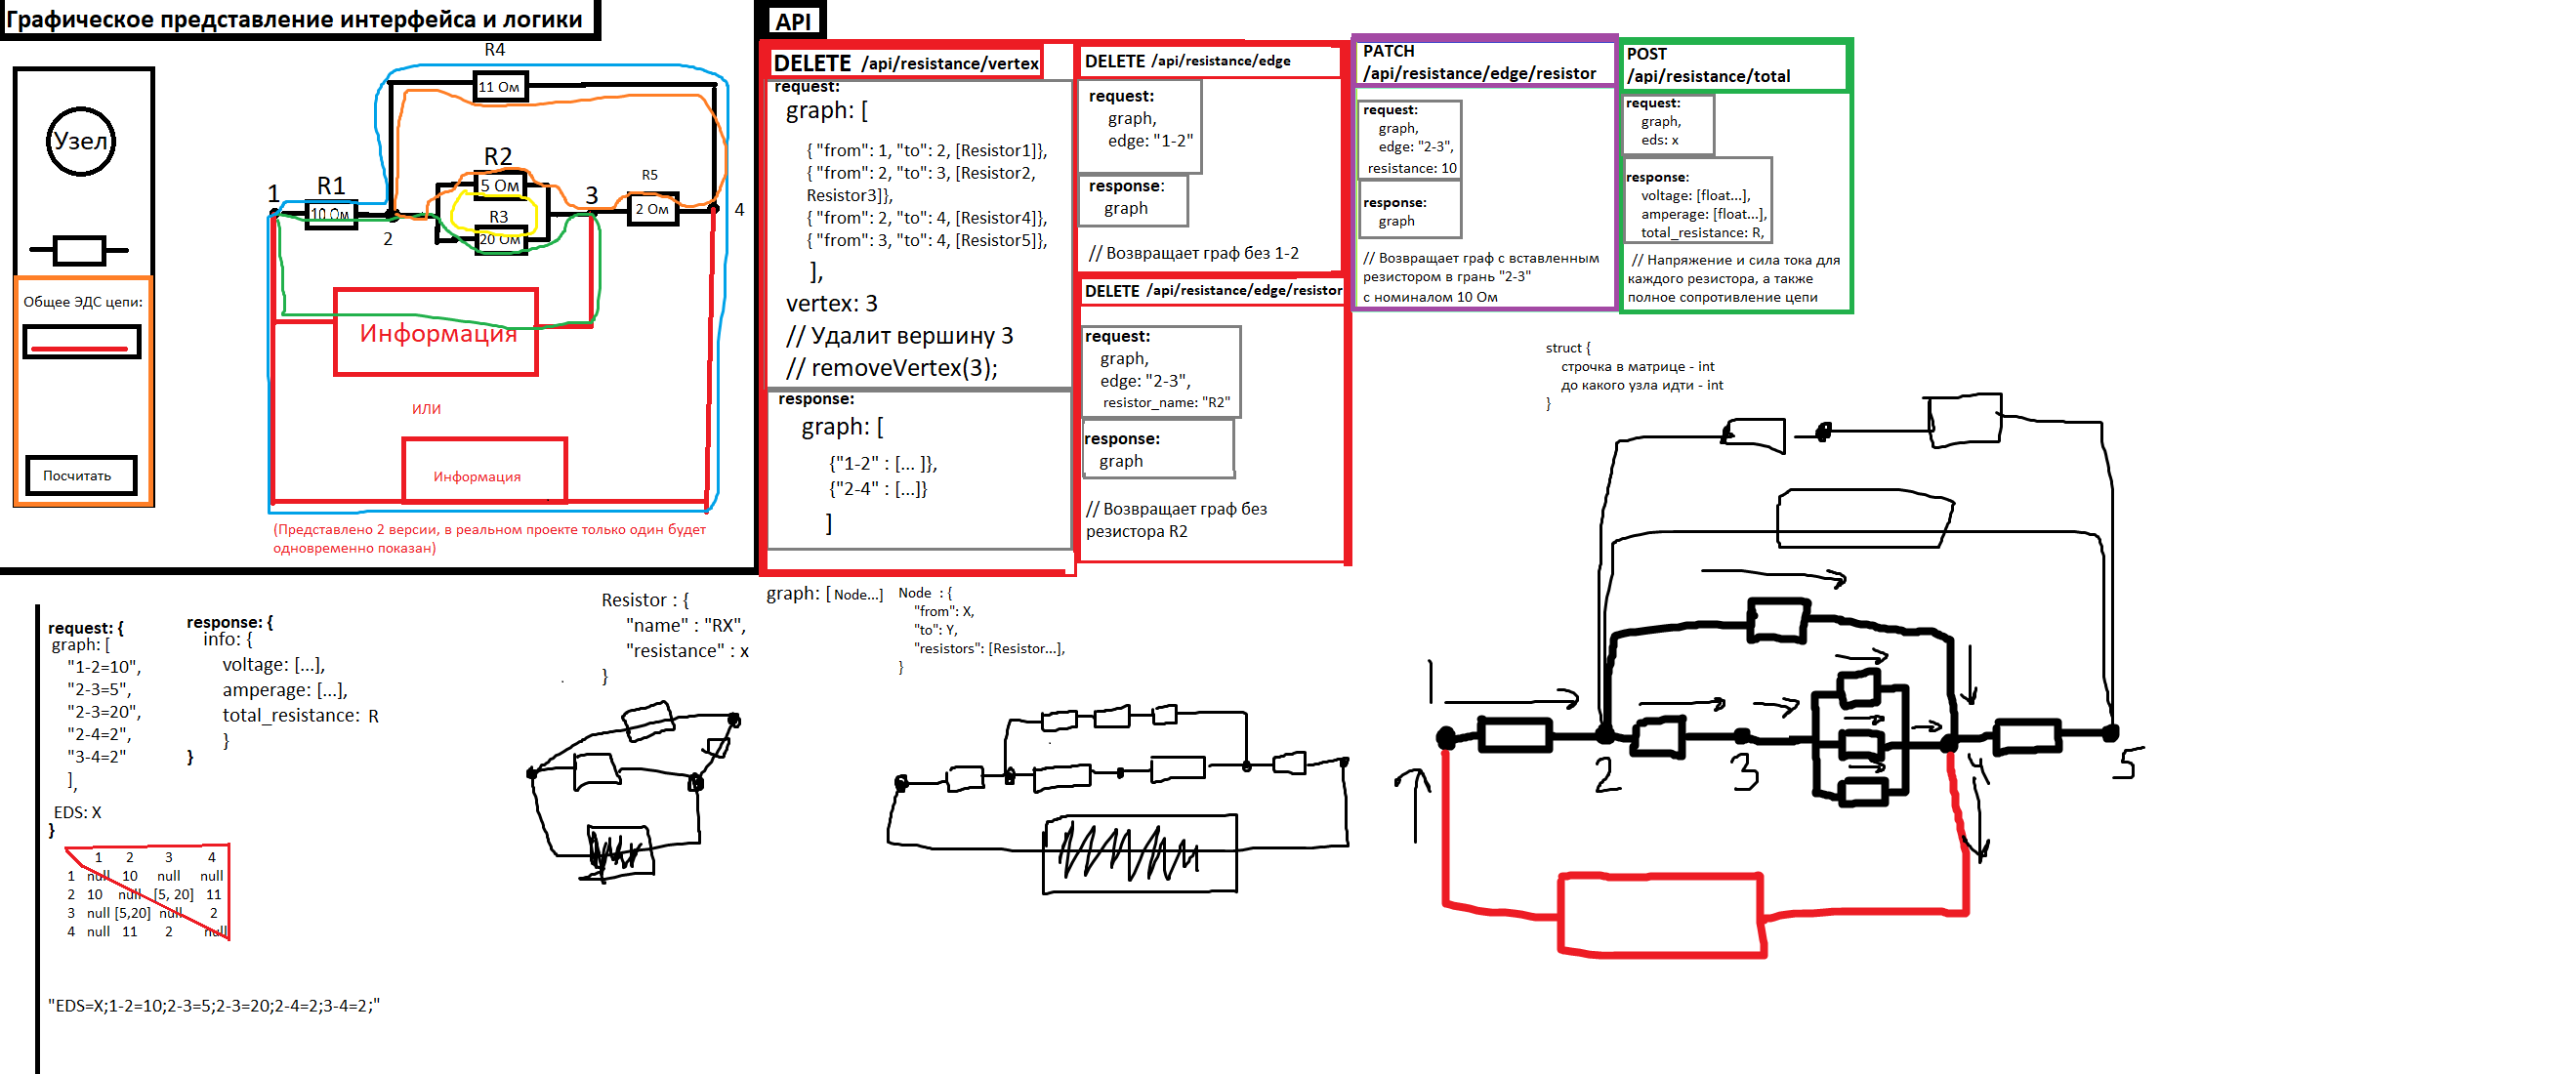 Графическое представление интерфейса и логики
Узел
Общее ЭДС цепи:
Посчитать
R4
11 Ом
R2
5 Ом
1
R1
10 Ом
2
R3
20 Ом
3
R5
2 Ом
4
Информация
или
Информация
(Представлено 2 версии, в реальном проекте только один будет
одновременно показан)
API
DELETE /api/resistance/vertex
request:
graph: [
{ "from": 1, "to": 2, [Resistor1]},
{ "from": 2, "to": 3, [Resistor2,
Resistor3]},
{ "from": 2, "to": 4, [Resistor4]},
{ "from": 3, "to": 4, [Resistor5]},
],
vertex: 3
// Удалит вершину 3
// removeVertex(3);
response:
graph: [
{"1-2" : [... ]},
{"2-4" : [...]}
]
DELETE /api/resistance/edge
request:
graph,
edge: "1-2"
response:
graph
// Возвращает граф без 1-2
DELETE /api/resistance/edge/resistor
request:
graph,
edge: "2-3",
resistor_name: "R2"
response:
graph
// Возвращает граф без
резистора R2
PATCH
/api/resistance/edge/resistor
request:
graph,
edge: "2-3",
resistance: 10
response:
graph
// Возвращает граф с вставленным
резистором в грань "2-3"
с номиналом 10 Ом
POST
/api/resistance/total
request:
graph,
eds: x
response:
voltage: [float...],
amperage: [float...],
total_resistance: R,
// Напряжение и сила тока для
каждого резистора, а также
полное сопротивление цепи
struct {
строчка в матрице - int
до какого узла идти - int
}
request: {
graph: [
"1-2=10",
"2-3=5",
"2-3=20",
"2-4=2",
"3-4=2"
],
EDS: X
}
response: {
info: {
voltage: [...],
amperage: [...],
total_resistance: R
}
}
Resistor : {
"name" : "RX",
"resistance" : x
}
graph: [ Node...]
Node : {
"from": X,
"to": Y,
"resistors": [Resistor...],
}
1 2 3 4
1 null 10 null null
2 10 null [5, 20] 11
3 null [5,20] null 2
4 null 11 2 null
"EDS=X;1-2=10;2-3=5;2-3=20;2-4=2;3-4=2;"
1
2
3
4
5